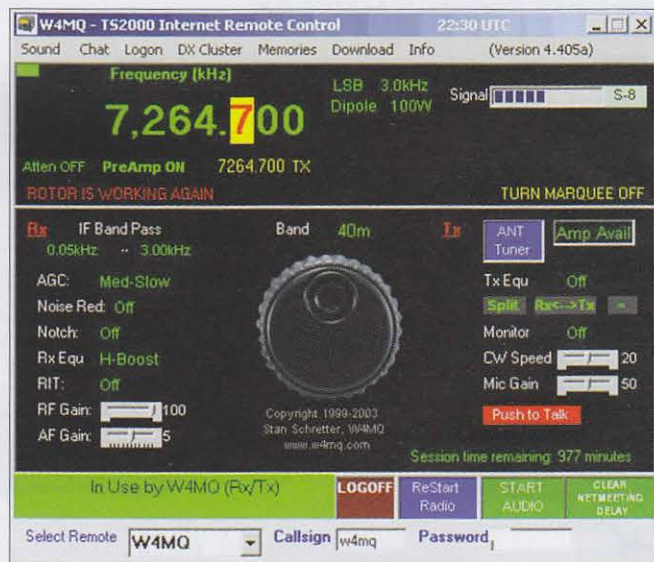 W4MQ - TS2000 Internet Remote Control 22:30 UTC
Sound Chat Logon DX Cluster Memories Download Info (Version 4.405a)
Frequency (kHz)
LSB 3.0kHz
Dipole 100W
Signal S-8
7,264.700
Atten OFF PreAmp ON 7264.700 TX
ROTOR IS WORKING AGAIN TURN MARQUEE OFF
Rx IF Band Pass Band 40m Tx ANT Tuner Amp Avail
0.05kHz -- 3.00kHz
AGC: Med-Slow Tx Equ Off
Noise Red: Off Split Rx<-->Tx =
Notch: Off Monitor Off
Rx Equ H-Boost CW Speed 20
RIT: Off Mic Gain 50
RF Gain: 100 Push to Talk
AF Gain: 5
Copyright 1999-2003
Stan Schretter, W4MQ
www.w4mq.com
Session time remaining: 977 minutes
In Use by W4MQ (Rx/Tx) LOGOFF ReStart Radio START AUDIO CLEAR NETMEETING DELAY
Select Remote W4MQ Callsign w4mq Password